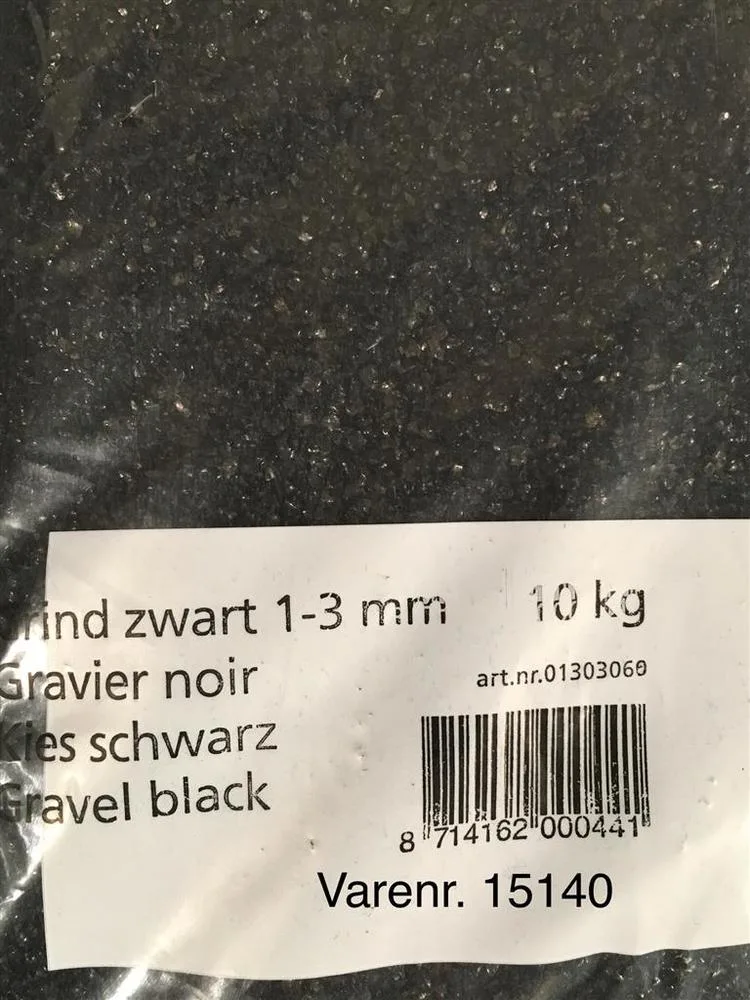 Grind zwart 1-3 mm 10 kg
Gravier noir
art.nr.01303060
Kies schwarz
Gravel black
8 714162 000441
Varenr. 15140